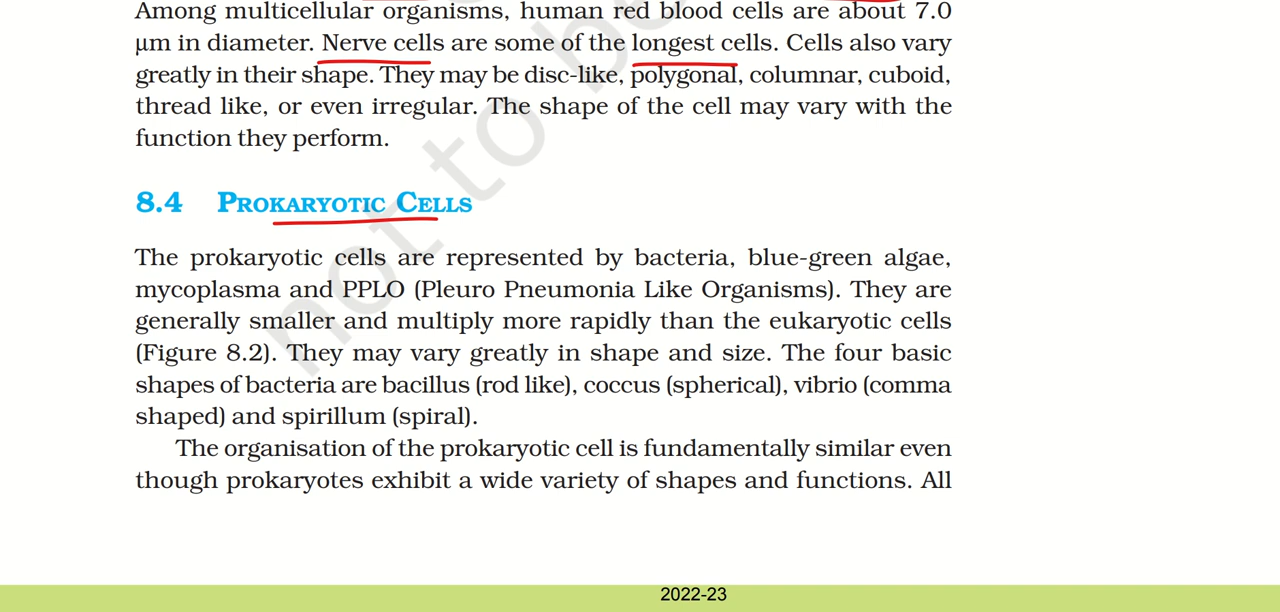 Among multicellular organisms, human red blood cells are about 7.0
μm in diameter. Nerve cells are some of the longest cells. Cells also vary
greatly in their shape. They may be disc-like, polygonal, columnar, cuboid,
thread like, or even irregular. The shape of the cell may vary with the
function they perform.
8.4 PROKARYOTIC CELLS
The prokaryotic cells are represented by bacteria, blue-green algae,
mycoplasma and PPLO (Pleuro Pneumonia Like Organisms). They are
generally smaller and multiply more rapidly than the eukaryotic cells
(Figure 8.2). They may vary greatly in shape and size. The four basic
shapes of bacteria are bacillus (rod like), coccus (spherical), vibrio (comma
shaped) and spirillum (spiral).
The organisation of the prokaryotic cell is fundamentally similar even
though prokaryotes exhibit a wide variety of shapes and functions. All
not to be
2022-23